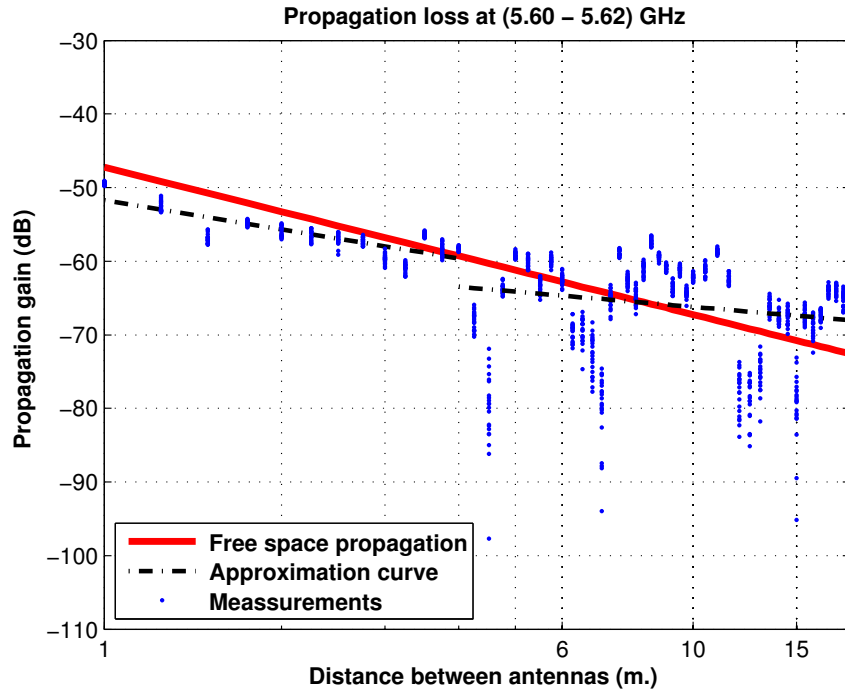 Propagation loss at (5.60 − 5.62) GHz
Propagation gain (dB)
−30
−40
−50
−60
−70
−80
−90
−100
−110
Free space propagation
Approximation curve
Meassurements
1
6
10
15
Distance between antennas (m.)